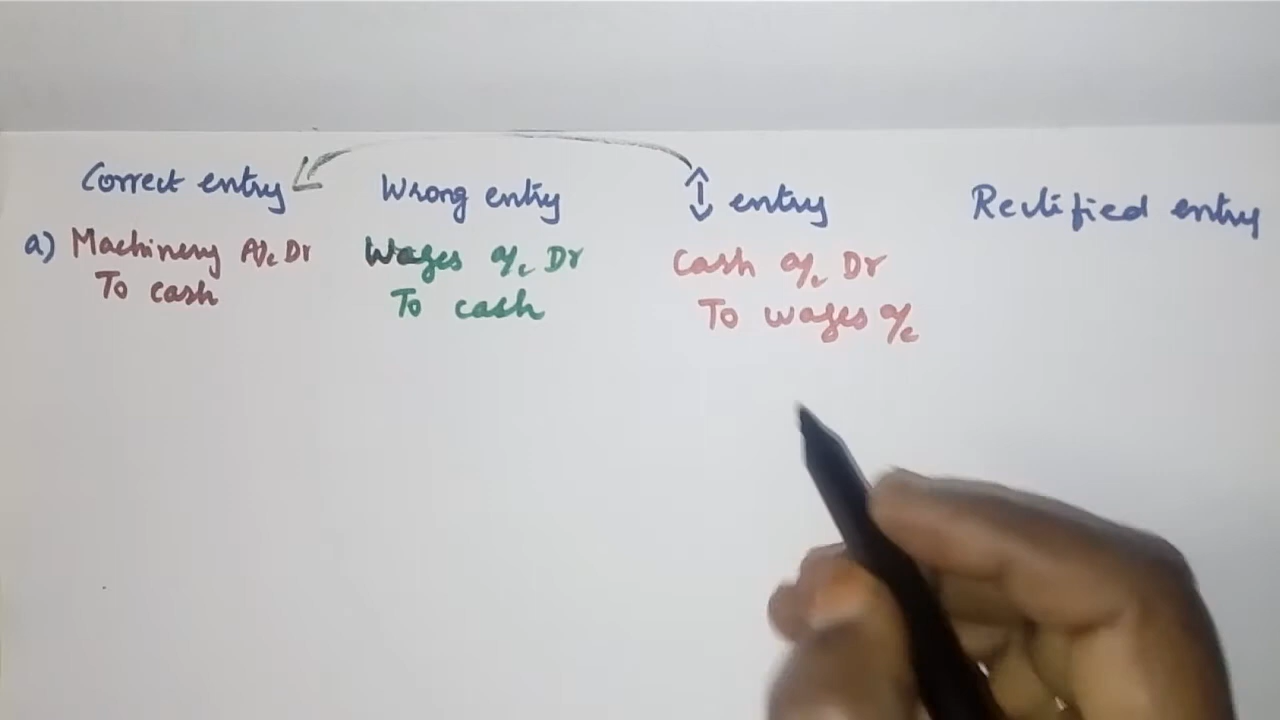 Correct entry
Wrong entry
↕ entry
Rectified entry
a) Machinery A/c Dr
To cash
Wages a/c Dr
To cash
Cash a/c Dr
To wages a/c